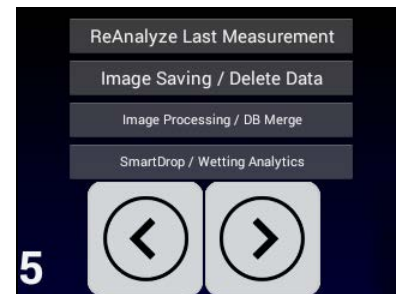 ReAnalyze Last Measurement
Image Saving / Delete Data
Image Processing / DB Merge
SmartDrop / Wetting Analytics
5